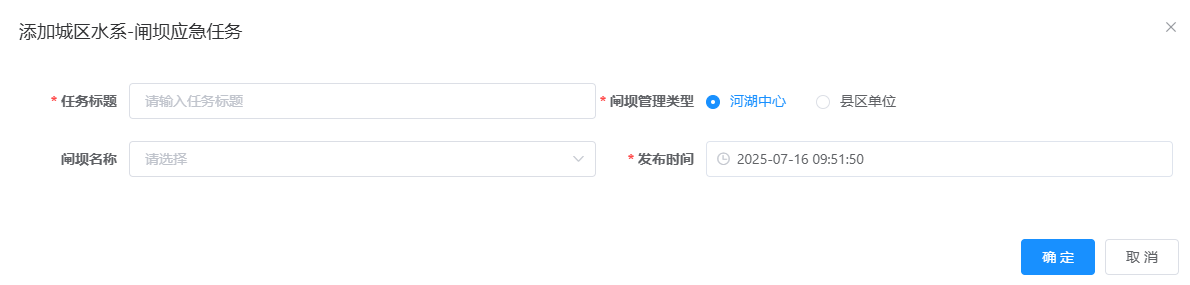 添加城区水系-闸坝应急任务
* 任务标题 请输入任务标题 * 闸坝管理类型 河湖中心 县区单位
闸坝名称 请选择 * 发布时间 2025-07-16 09:51:50
确 定 取 消